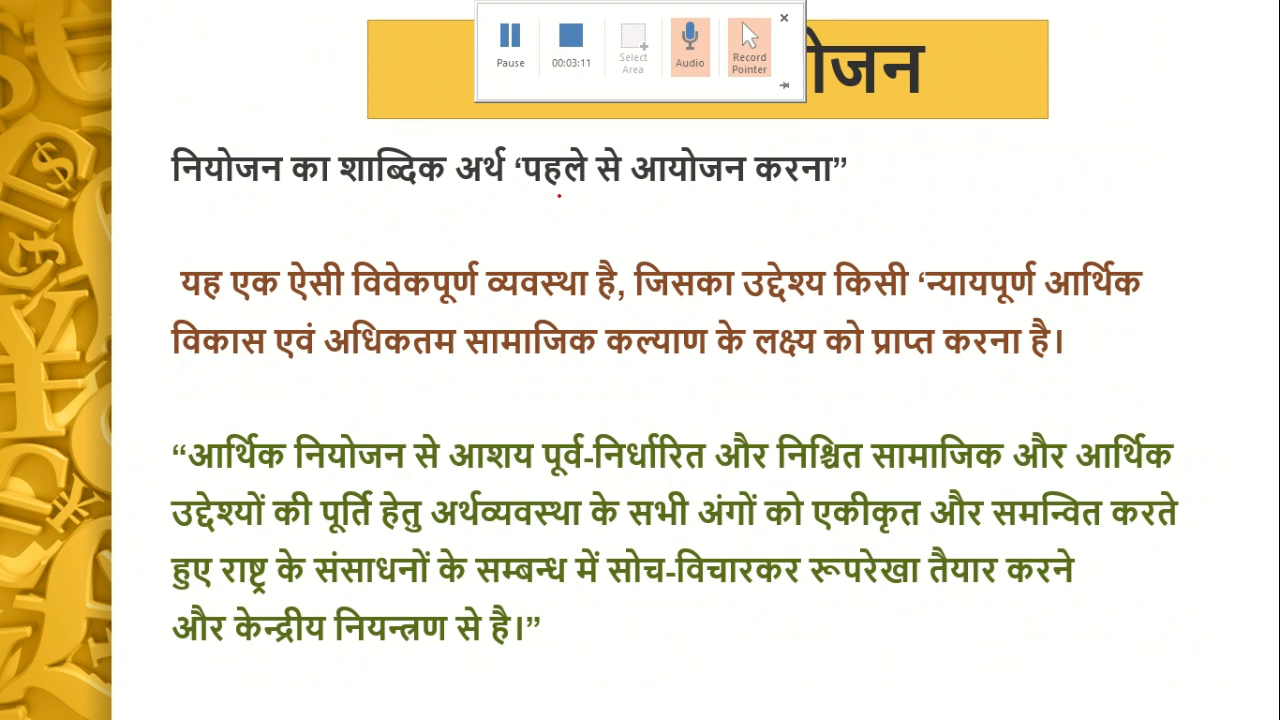 Pause
00:03:11
Select
Area
Audio
Record
Pointer
नियोजन का शाब्दिक अर्थ ‘पहले से आयोजन करना”
यह एक ऐसी विवेकपूर्ण व्यवस्था है, जिसका उद्देश्य किसी ‘न्यायपूर्ण आर्थिक
विकास एवं अधिकतम सामाजिक कल्याण के लक्ष्य को प्राप्त करना है।
“आर्थिक नियोजन से आशय पूर्व-निर्धारित और निश्चित सामाजिक और आर्थिक
उद्देश्यों की पूर्ति हेतु अर्थव्यवस्था के सभी अंगों को एकीकृत और समन्वित करते
हुए राष्ट्र के संसाधनों के सम्बन्ध में सोच-विचारकर रूपरेखा तैयार करने
और केन्द्रीय नियन्त्रण से है।”